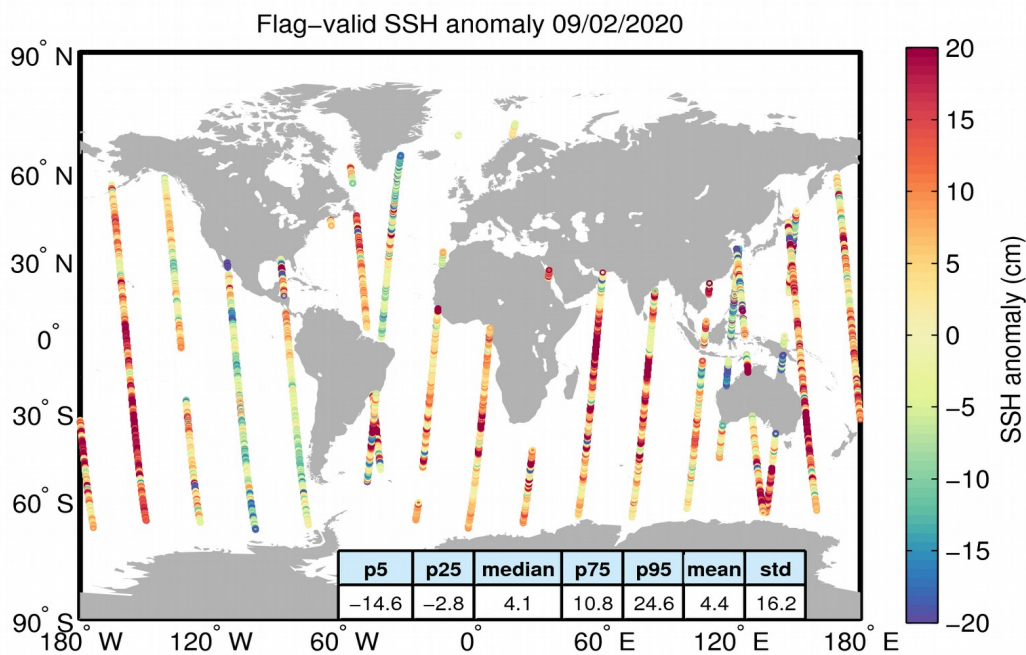 Flag−valid SSH anomaly 09/02/2020
90° N
60° N
30° N
0°
30° S
60° S
90° S
180° W
120° W
60° W
0°
60° E
120° E
180° E
p5 p25 median p75 p95 mean std
−14.6 −2.8 4.1 10.8 24.6 4.4 16.2
20
15
10
5
0
−5
−10
−15
−20
SSH anomaly (cm)